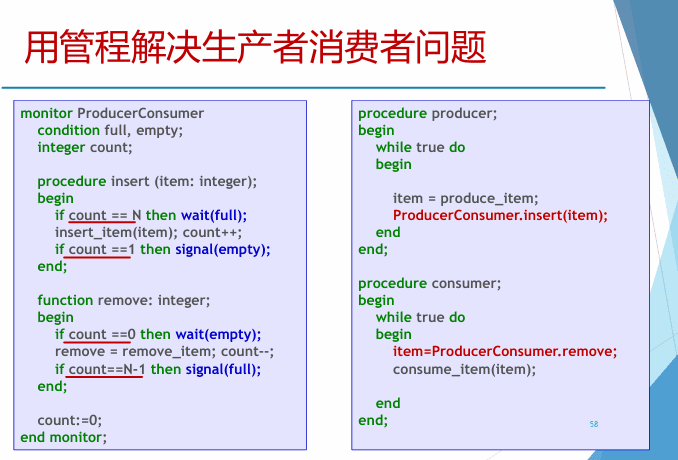 用管程解决生产者消费者问题
monitor ProducerConsumer
condition full, empty;
integer count;
procedure insert (item: integer);
begin
if count == N then wait(full);
insert_item(item); count++;
if count ==1 then signal(empty);
end;
function remove: integer;
begin
if count ==0 then wait(empty);
remove = remove_item; count--;
if count==N-1 then signal(full);
end;
count:=0;
end monitor;
procedure producer;
begin
while true do
begin
item = produce_item;
ProducerConsumer.insert(item);
end
end;
procedure consumer;
begin
while true do
begin
item=ProducerConsumer.remove;
consume_item(item);
end
end;
58